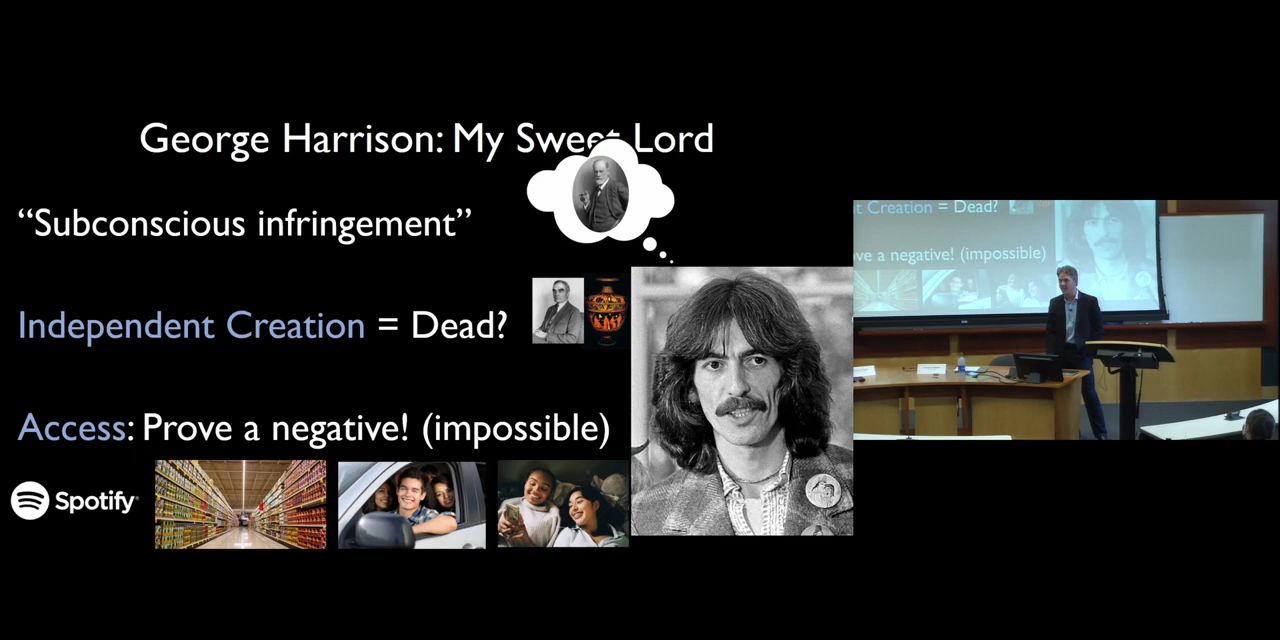 George Harrison: My Sweet Lord
“Subconscious infringement”
Independent Creation = Dead?
Access: Prove a negative! (impossible)
Spotify
t Creation = Dead?
ve a negative! (impossible)